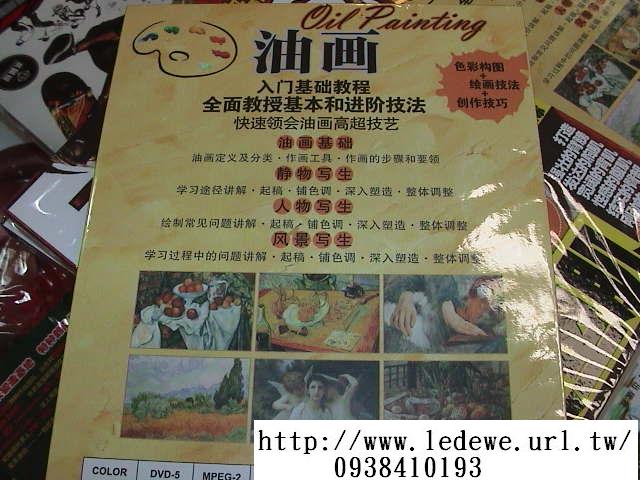 Oil Painting
油画
入门基础教程
全面教授基本和进阶技法
快速领会油画高超技艺
色彩构图
+
绘画技法
+
创作技巧
油画基础
油画定义及分类·作画工具·作画的步骤和要领
静物写生
学习途径讲解·起稿·铺色调·深入塑造·整体调整
人物写生
绘制常见问题讲解·起稿·铺色调·深入塑造·整体调整
风景写生
学习过程中的问题讲解·起稿·铺色调·深入塑造·整体调整
COLOR DVD-5 MPEG-2
http://www.ledewe.url.tw/
0938410193